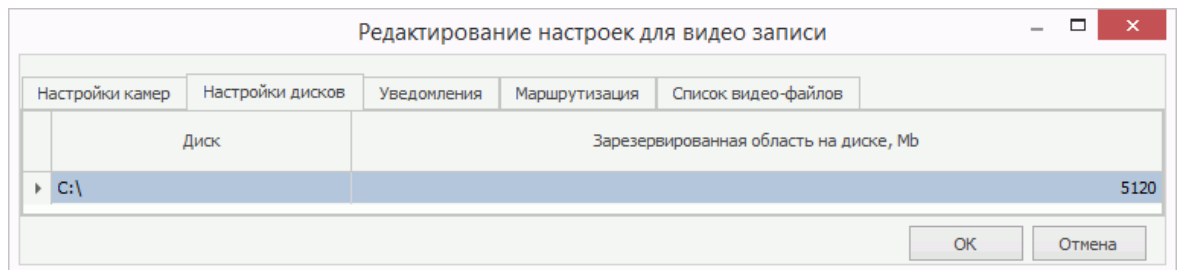 Редактирование настроек для видео записи
Настройки камер Настройки дисков Уведомления Маршрутизация Список видео-файлов
Диск Зарезервированная область на диске, Mb
C:\ 5120
OK Отмена